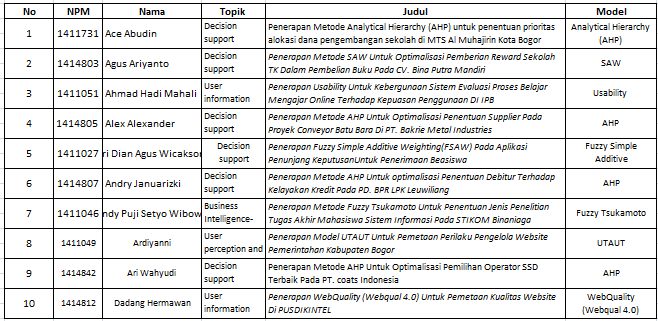 No NPM Nama Topik Judul Model
1 1411731 Ace Abudin Decision support Penerapan Metode Analytical Hierarchy (AHP) untuk penentuan prioritas alokasi dana pengembangan sekolah di MTS Al Muhajirin Kota Bogor Analytical Hierarchy (AHP)
2 1414803 Agus Ariyanto Decision support Penerapan Metode SAW Untuk Optimalisasi Pemberian Reward Sekolah TK Dalam Pembelian Buku Pada CV. Bina Putra Mandiri SAW
3 1411051 Ahmad Hadi Mahali User information Penerapan Usability Untuk Kebergunaan Sistem Evaluasi Proses Belajar Mengajar Online Terhadap Kepuasan Penggunaan DI IPB Usability
4 1414805 Alex Alexander Decision support Penerapan Metode AHP Untuk Optimalisasi Penentuan Supplier Pada Proyek Conveyor Batu Bara Di PT. Bakrie Metal Industries AHP
5 1411027 ri Dian Agus Wicakson Decision support Penerapan Fuzzy Simple Additive Weighting(FSAW) Pada Aplikasi Penunjang KeputusanUntuk Penerimaan Beasiswa Fuzzy Simple Additive
6 1414807 Andry Januarizki Decision support Penerapan Metode AHP Untuk optimalisasi Penentuan Debitur Terhadap Kelayakan Kredit Pada PD. BPR LPK Leuwiliang AHP
7 1411046 ndy Puji Setyo Wibow Business Intelligence- Penerapan Metode Fuzzy Tsukamoto Untuk Penentuan Jenis Penelitian Tugas Akhir Mahasiswa Sistem Informasi Pada STIKOM Binaniaga Fuzzy Tsukamoto
8 1411049 Ardiyanni User perception and Penerapan Model UTAUT Untuk Pemetaan Perilaku Pengelola Website Pemerintahan Kabupaten Bogor UTAUT
9 1414842 Ari Wahyudi Decision support Penerapan Metode AHP Untuk Optimalisasi Pemilihan Operator SSD Terbaik Pada PT. coats Indonesia AHP
10 1414812 Dadang Hermawan User information Penerapan WebQuality (Webqual 4.0) Untuk Pemetaan Kualitas Website Di PUSDIKINTEL WebQuality (Webqual 4.0)